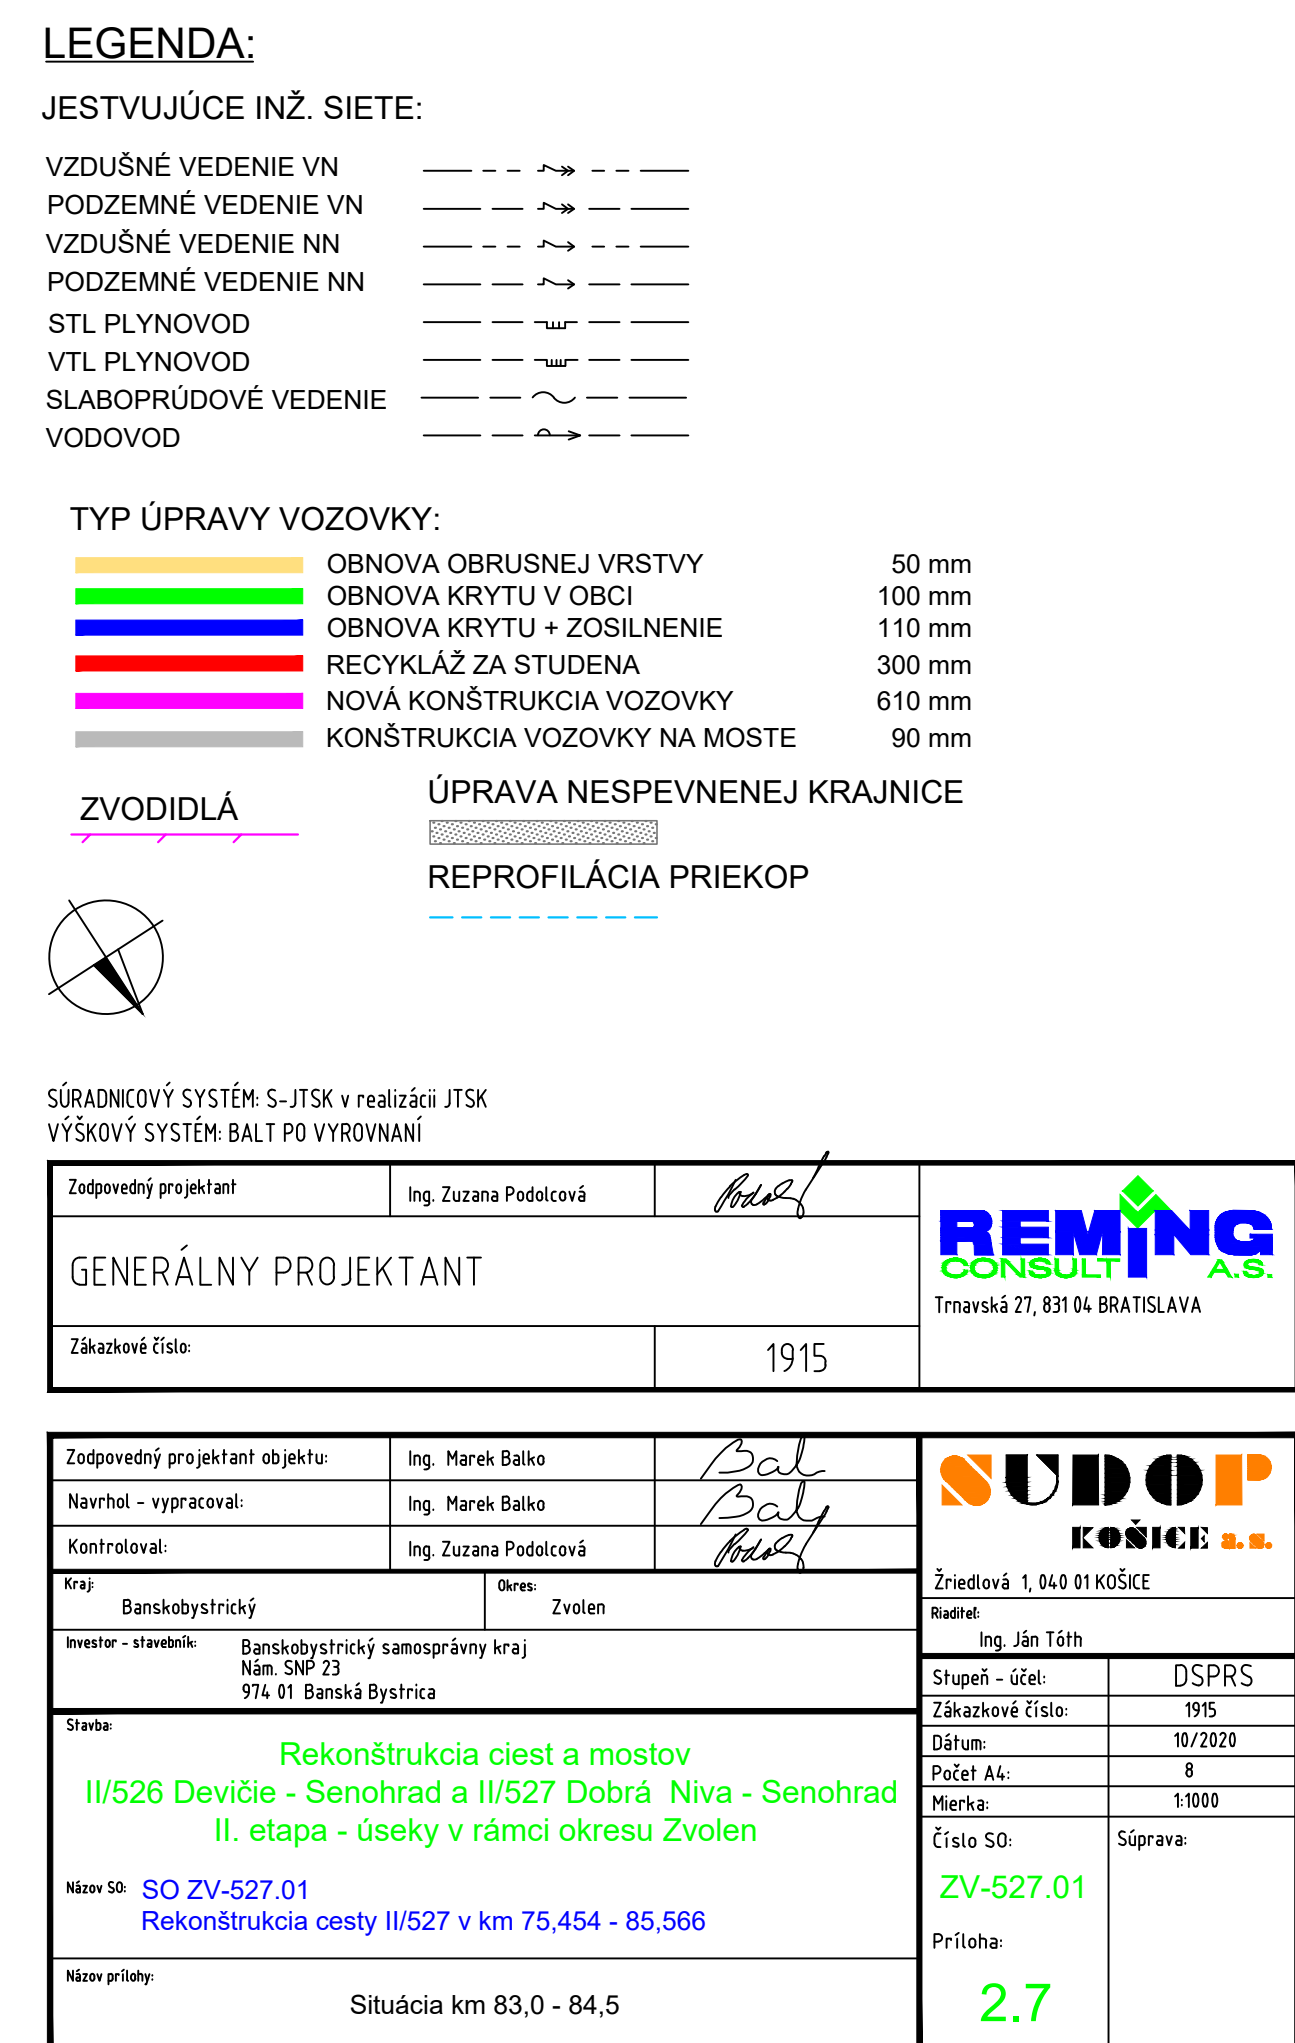 LEGENDA:
JESTVUJÚCE INŽ. SIETE:
VZDUŠNÉ VEDENIE VN
PODZEMNÉ VEDENIE VN
VZDUŠNÉ VEDENIE NN
PODZEMNÉ VEDENIE NN
STL PLYNOVOD
VTL PLYNOVOD
SLABOPRÚDOVÉ VEDENIE
VODOVOD
TYP ÚPRAVY VOZOVKY:
OBNOVA OBRUSNEJ VRSTVY 50 mm
OBNOVA KRYTU V OBCI 100 mm
OBNOVA KRYTU + ZOSILNENIE 110 mm
RECYKLÁŽ ZA STUDENA 300 mm
NOVÁ KONŠTRUKCIA VOZOVKY 610 mm
KONŠTRUKCIA VOZOVKY NA MOSTE 90 mm
ZVODIDLÁ
ÚPRAVA NESPEVNENEJ KRAJNICE
REPROFILÁCIA PRIEKOP
SÚRADNICOVÝ SYSTÉM: S-JTSK v realizácii JTSK
VÝŠKOVÝ SYSTÉM: BALT PO VYROVNANÍ
Zodpovedný projektant Ing. Zuzana Podolcová
GENERÁLNY PROJEKTANT
Zákazkové číslo: 1915
REMING
CONSULT A.S.
Trnavská 27, 831 04 BRATISLAVA
Zodpovedný projektant objektu: Ing. Marek Balko
Navrhol - vypracoval: Ing. Marek Balko
Kontroloval: Ing. Zuzana Podolcová
Kraj: Okres:
Banskobystrický Zvolen
Investor - stavebník: Banskobystrický samosprávny kraj
Nám. SNP 23
974 01 Banská Bystrica
Stavba:
Rekonštrukcia ciest a mostov
II/526 Devičie - Senohrad a II/527 Dobrá Niva - Senohrad
II. etapa - úseky v rámci okresu Zvolen
Názov SO: SO ZV-527.01
Rekonštrukcia cesty II/527 v km 75,454 - 85,566
Názov prílohy:
Situácia km 83,0 - 84,5
SUDOP
KOŠICE a.s.
Žriedlová 1, 040 01 KOŠICE
Riaditeľ:
Ing. Ján Tóth
Stupeň - účel: DSPRS
Zákazkové číslo: 1915
Dátum: 10/2020
Počet A4: 8
Mierka: 1:1000
Číslo SO: Súprava:
ZV-527.01
Príloha:
2.7